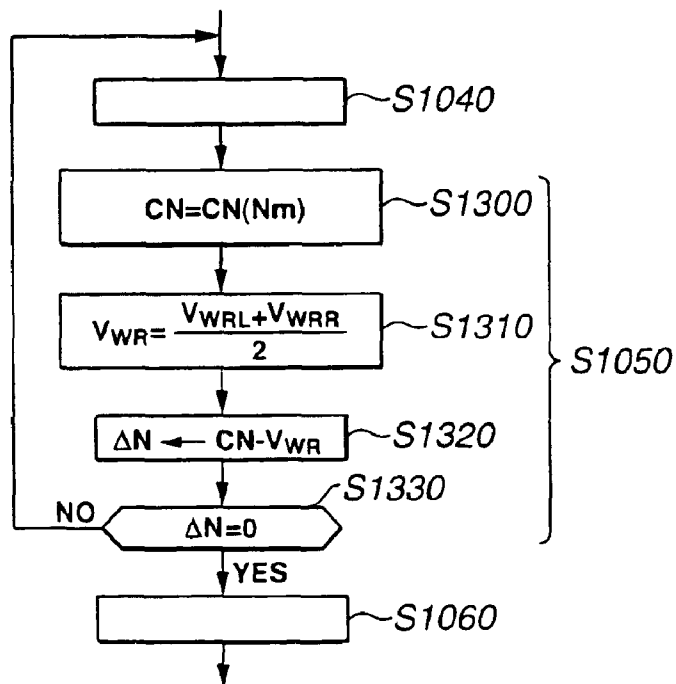 S1040
CN=CN(Nm)
S1300
VWR= VWRL+VWRR / 2
S1310
S1050
ΔN ← CN-VWR
S1320
S1330
NO
ΔN=0
YES
S1060